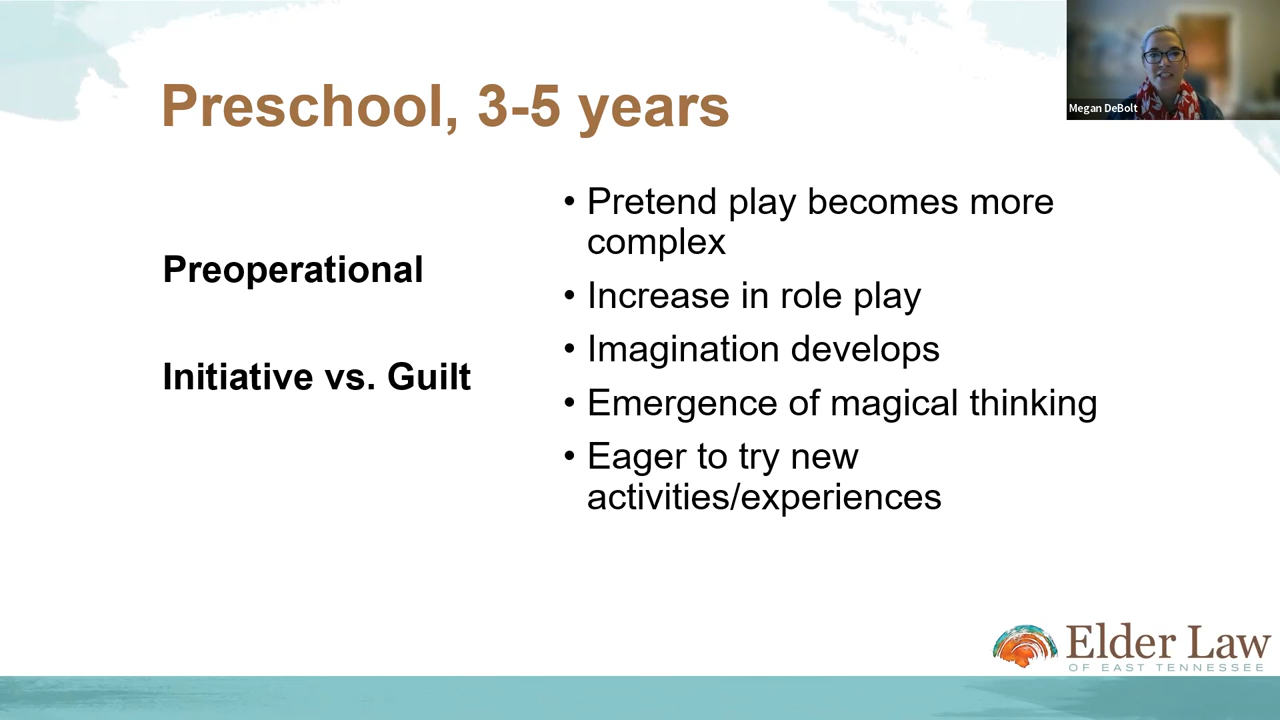 Preschool, 3-5 years
Megan DeBolt
Preoperational
Initiative vs. Guilt
• Pretend play becomes more
complex
• Increase in role play
• Imagination develops
• Emergence of magical thinking
• Eager to try new
activities/experiences
Elder Law
OF EAST TENNESSEE